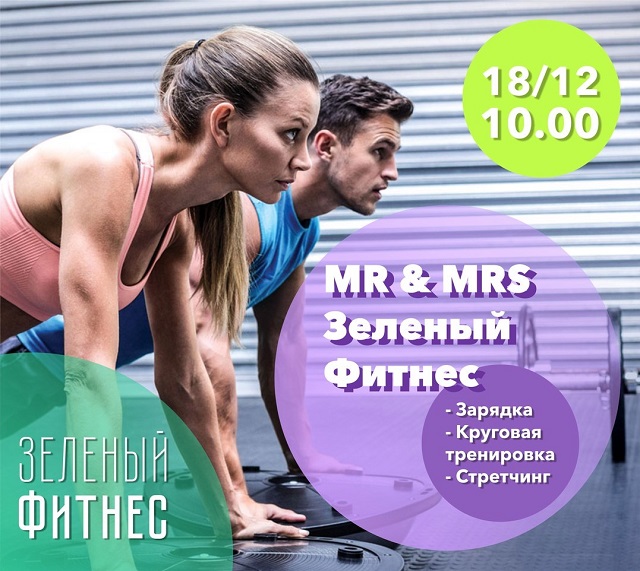 18/12
10.00
MR & MRS
Зеленый
Фитнес
- Зарядка
- Круговая
тренировка
- Стретчинг
ЗЕЛЕНЫЙ
ФИТНЕС